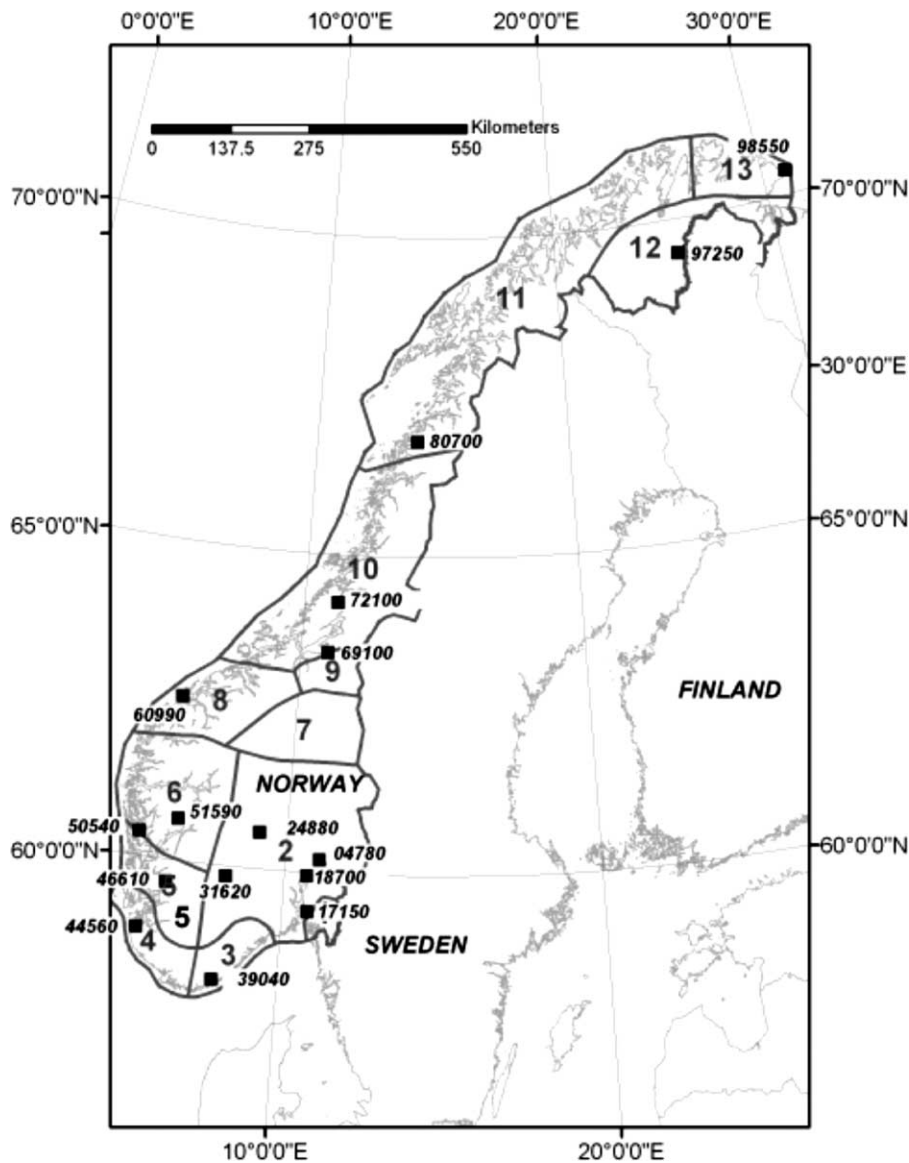 0°0'0"E 10°0'0"E 20°0'0"E 30°0'0"E
Kilometers
0 137.5 275 550
98550
13
70°0'0"N 70°0'0"N
12 97250
11
30°0'0"E
80700
65°0'0"N 65°0'0"N
10
72100
69100
9
8 FINLAND
60990
7
NORWAY
6 51590
50540 24880
60°0'0"N 2 04780 60°0'0"N
46610 5 31620 18700
5 17150
44560 4 SWEDEN
3
39040
10°0'0"E 20°0'0"E